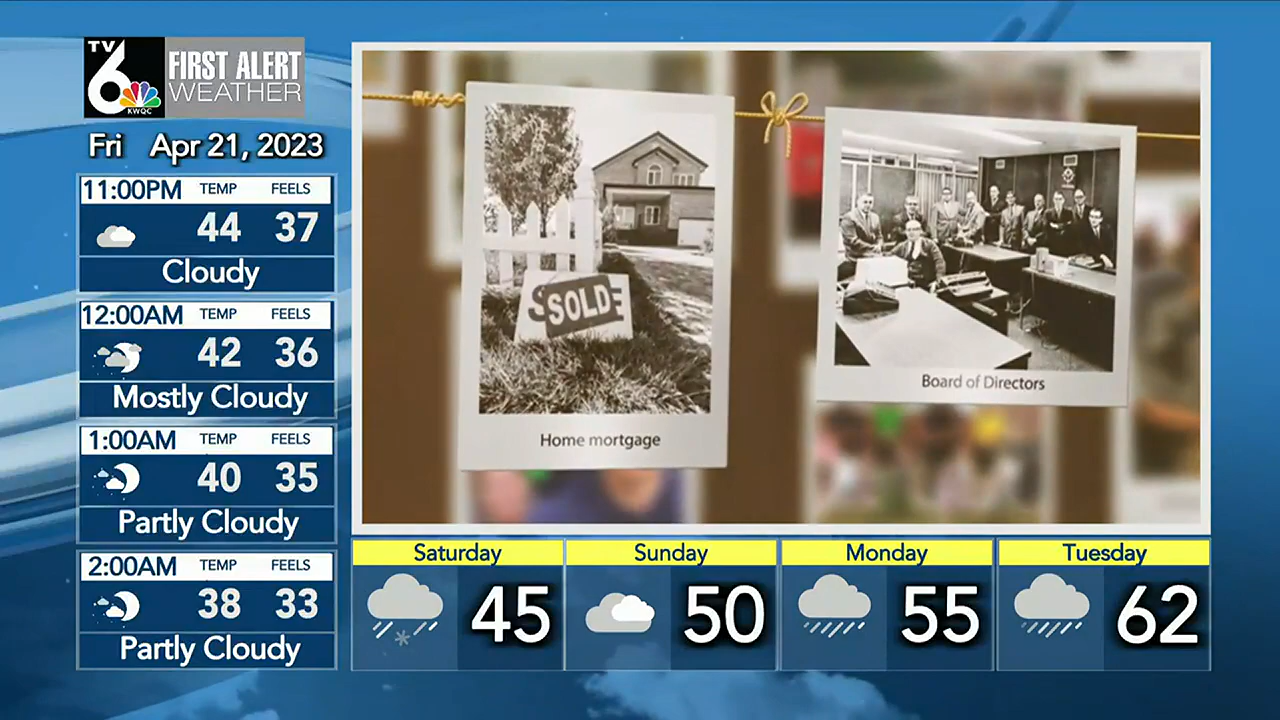 TV
6
KWQC
FIRST ALERT
WEATHER
Fri Apr 21, 2023
11:00PM TEMP FEELS
44 37
Cloudy
12:00AM TEMP FEELS
42 36
Mostly Cloudy
1:00AM TEMP FEELS
40 35
Partly Cloudy
2:00AM TEMP FEELS
38 33
Partly Cloudy
SOLD
Home mortgage
Board of Directors
Saturday Sunday Monday Tuesday
45 50 55 62